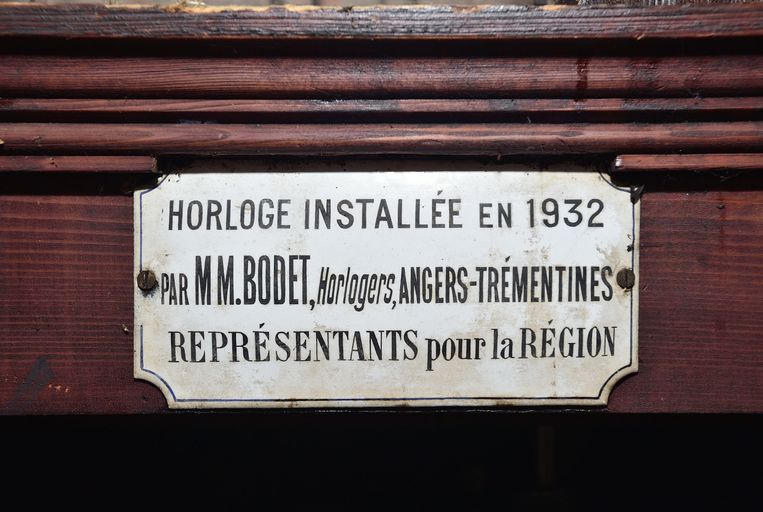 HORLOGE INSTALLÉE EN 1932
PAR MM. BODET, Horlogers, ANGERS-TRÉMENTINES
REPRÉSENTANTS pour la RÉGION